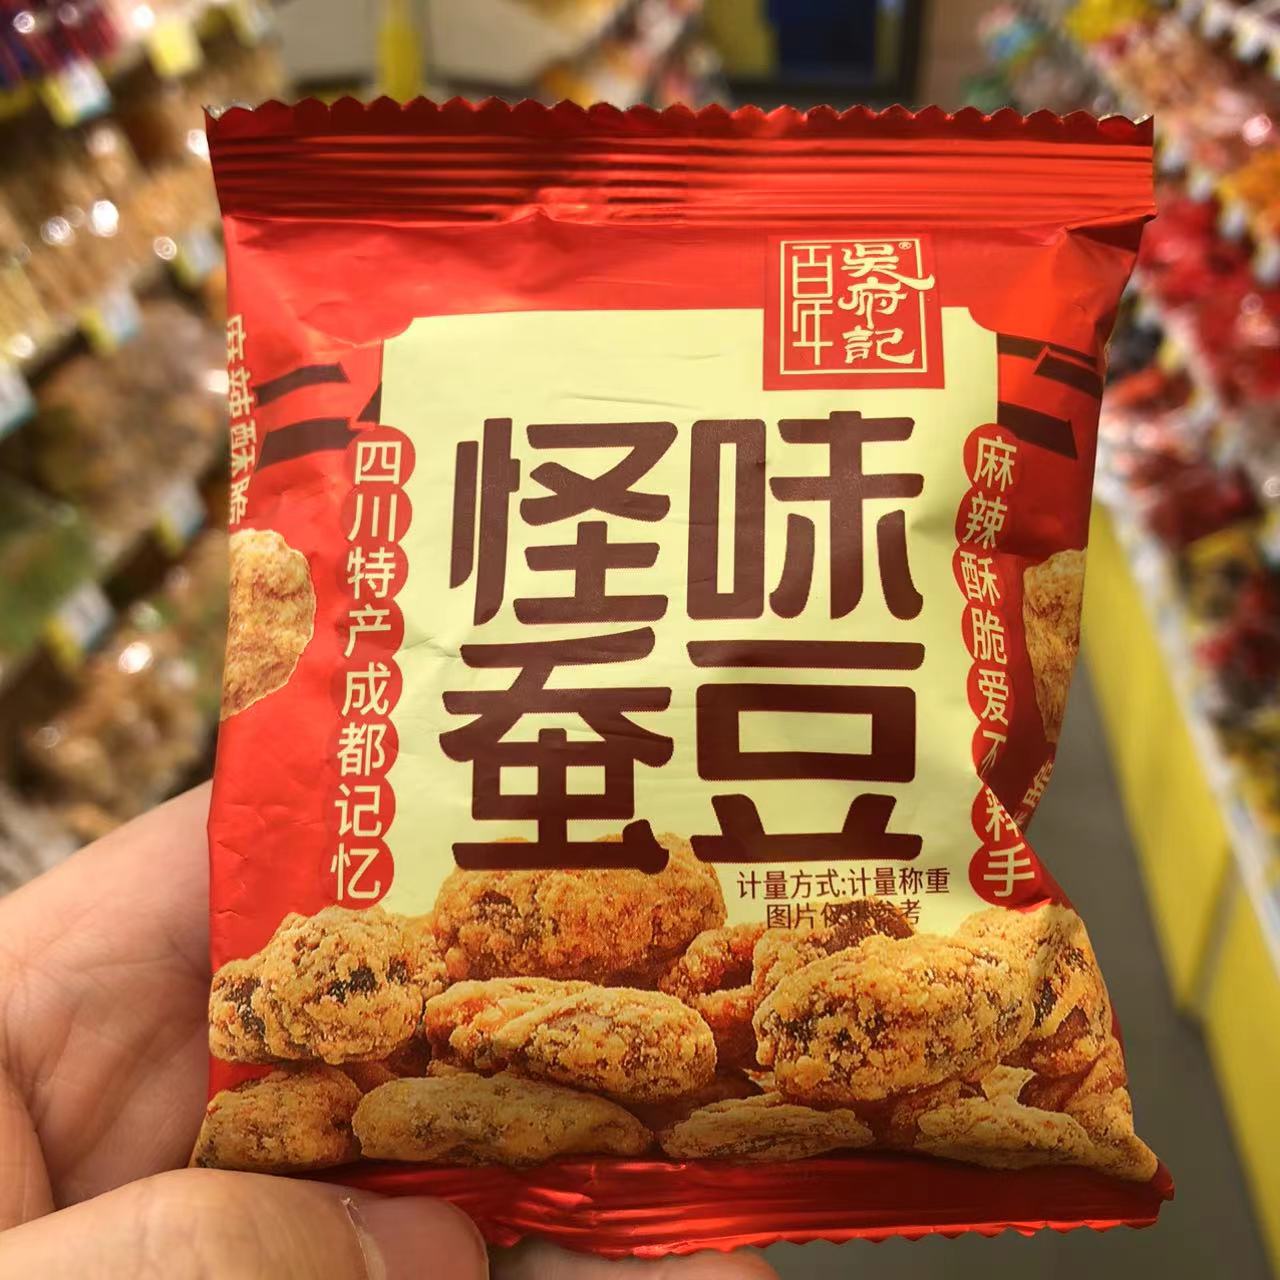 百年
吴府記®
怪味
蚕豆
四川特产成都记忆
麻辣酥脆爱不释手
计量方式:计量称重
图片仅供参考